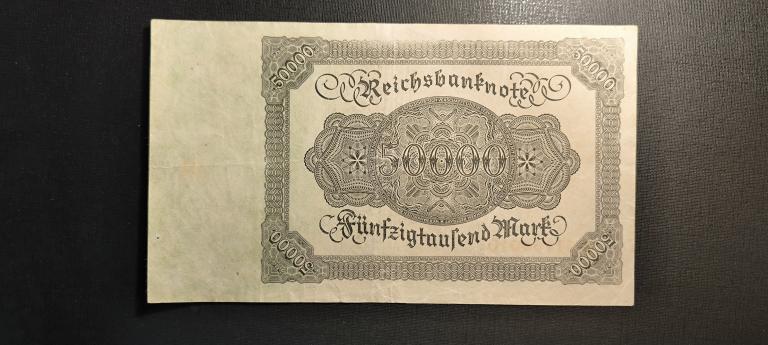 50000 50000
Reichsbanknote
50000
Fünfzigtausend Mark
50000 50000